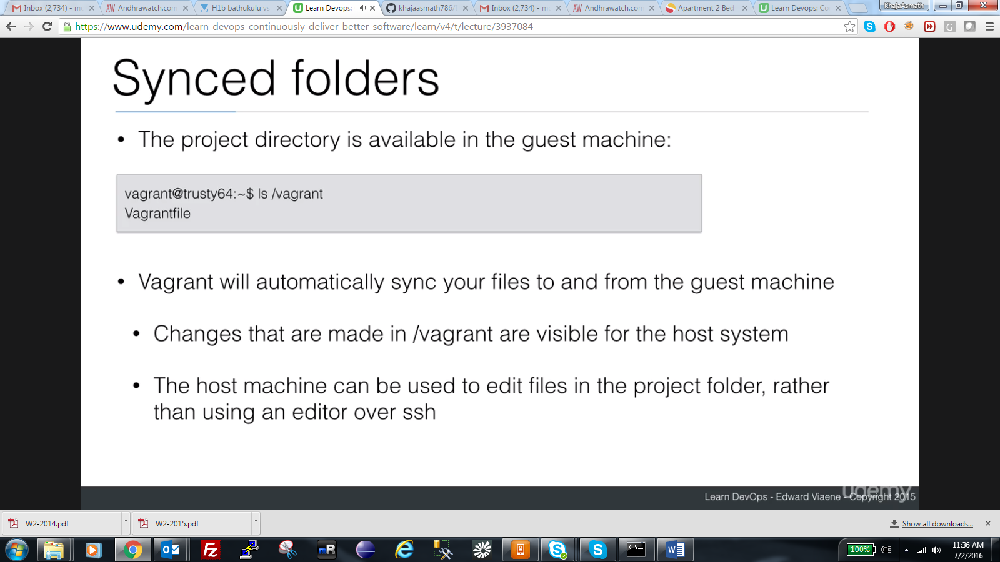 Inbox (2,734) - mo
Andhrawatch.com
H1b bathukulu vs
Learn Devops:
khajaasmath786/
Inbox (2,734) - mo
Andhrawatch.com
Apartment 2 Bed
Learn Devops: Co
KhajaAsmath
https://www.udemy.com/learn-devops-continuously-deliver-better-software/learn/v4/t/lecture/3937084
Synced folders
• The project directory is available in the guest machine:
vagrant@trusty64:~$ ls /vagrant
Vagrantfile
• Vagrant will automatically sync your files to and from the guest machine
• Changes that are made in /vagrant are visible for the host system
• The host machine can be used to edit files in the project folder, rather
than using an editor over ssh
udemy
Learn DevOps - Edward Viaene - Copyright 2015
W2-2014.pdf
W2-2015.pdf
Show all downloads...
100%
11:36 AM
7/2/2016